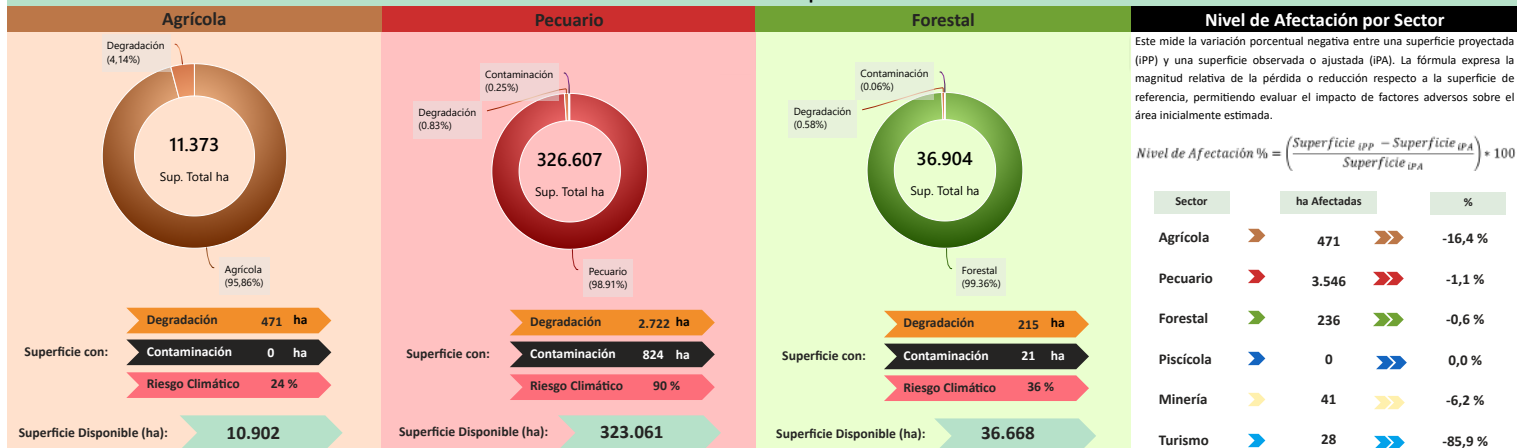 Agrícola
Degradación
(4,14%)
11.373
Sup. Total ha
Agrícola
(95,86%)
Superficie con:
Degradación 471 ha
Contaminación 0 ha
Riesgo Climático 24 %
Superficie Disponible (ha): 10.902
Pecuario
Contaminación
(0.25%)
Degradación
(0.83%)
326.607
Sup. Total ha
Pecuario
(98.91%)
Superficie con:
Degradación 2.722 ha
Contaminación 824 ha
Riesgo Climático 90 %
Superficie Disponible (ha): 323.061
Forestal
Contaminación
(0.06%)
Degradación
(0.58%)
36.904
Sup. Total ha
Forestal
(99.36%)
Superficie con:
Degradación 215 ha
Contaminación 21 ha
Riesgo Climático 36 %
Superficie Disponible (ha): 36.668
Nivel de Afectación por Sector
Este mide la variación porcentual negativa entre una superficie proyectada
(iPP) y una superficie observada o ajustada (iPA). La fórmula expresa la
magnitud relativa de la pérdida o reducción respecto a la superficie de
referencia, permitiendo evaluar el impacto de factores adversos sobre el
área inicialmente estimada.
Nivel de Afectación % = (Superficie iPP − Superficie iPA / Superficie iPA) * 100
Sector ha Afectadas %
Agrícola 471 -16,4 %
Pecuario 3.546 -1,1 %
Forestal 236 -0,6 %
Piscícola 0 0,0 %
Minería 41 -6,2 %
Turismo 28 -85,9 %